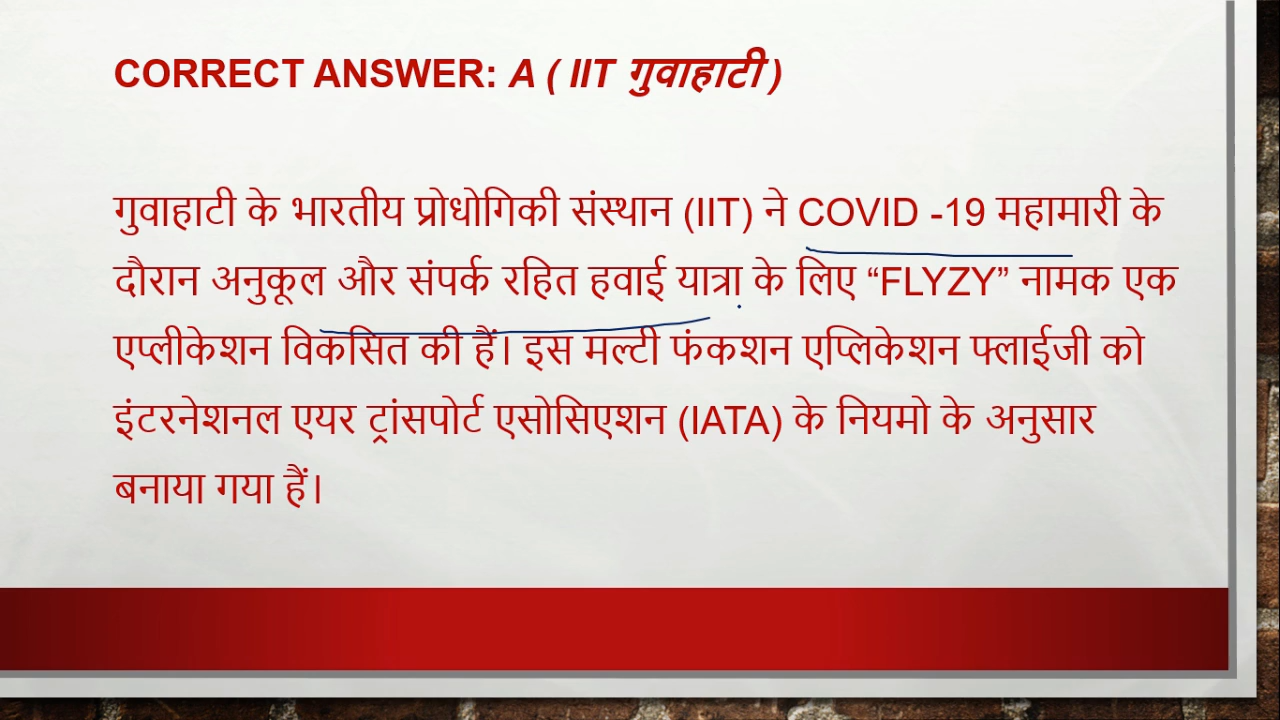 CORRECT ANSWER: A ( IIT गुवाहाटी )
गुवाहाटी के भारतीय प्रोधोगिकी संस्थान (IIT) ने COVID -19 महामारी के
दौरान अनुकूल और संपर्क रहित हवाई यात्रा के लिए “FLYZY” नामक एक
एप्लीकेशन विकसित की हैं। इस मल्टी फंकशन एप्लिकेशन फ्लाईजी को
इंटरनेशनल एयर ट्रांसपोर्ट एसोसिएशन (IATA) के नियमो के अनुसार
बनाया गया हैं।